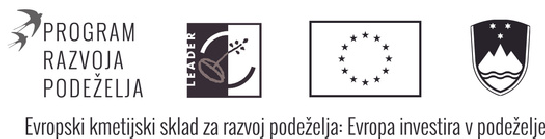 PROGRAM
RAZVOJA
PODEŽELJA
LEADER
Evropski kmetijski sklad za razvoj podeželja: Evropa investira v podeželje